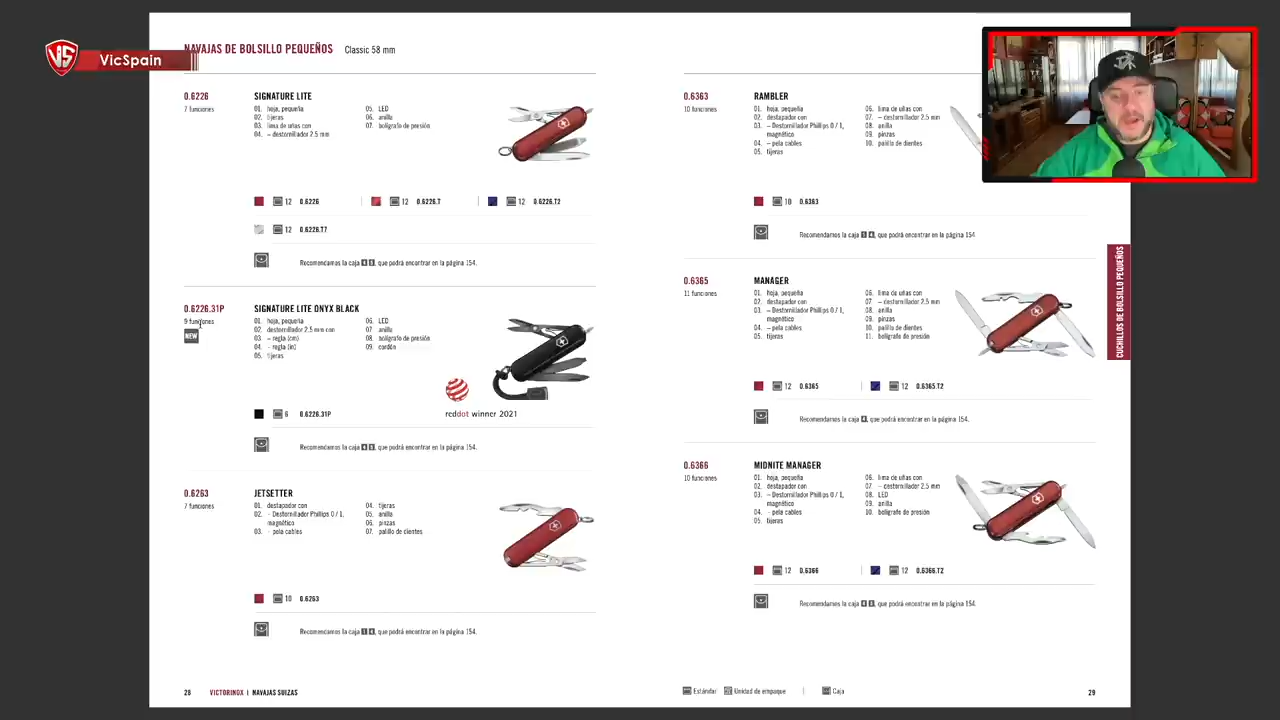 VS VicSpain
NAVAJAS DE BOLSILLO PEQUEÑOS Classic 58 mm
0.6226
7 funciones
SIGNATURE LITE
01. hoja, pequeña
02. tijeras
03. lima de uñas con
04. – destornillador 2.5 mm
05. LED
06. anilla
07. bolígrafo de presión
12 0.6226
12 0.6226.T
12 0.6226.T2
12 0.6226.T7
Recomendamos la caja, que podrá encontrar en la página 154.
0.6226.31P
9 funciones
NEW
SIGNATURE LITE ONYX BLACK
01. hoja, pequeña
02. destornillador 2.5 mm con
03. – regla (cm)
04. - regla (in)
05. tijeras
06. LED
07. anilla
08. bolígrafo de presión
09. cordón
reddot winner 2021
6 0.6226.31P
Recomendamos la caja, que podrá encontrar en la página 154.
0.6263
7 funciones
JETSETTER
01. destapador con
02. - Destornillador Phillips 0 / 1,
magnético
03. - pela cables
04. tijeras
05. anilla
06. pinzas
07. palillo de dientes
10 0.6263
Recomendamos la caja, que podrá encontrar en la página 154.
28 VICTORINOX | NAVAJAS SUIZAS
0.6363
10 funciones
RAMBLER
01. hoja, pequeña
02. destapador con
03. – Destornillador Phillips 0 / 1,
magnético
04. – pela cables
05. tijeras
06. lima de uñas con
07. – destornillador 2.5 mm
08. anilla
09. pinzas
10. palillo de dientes
10 0.6363
Recomendamos la caja, que podrá encontrar en la página 154
0.6365
11 funciones
MANAGER
01. hoja, pequeña
02. destapador con
03. – Destornillador Phillips 0 / 1,
magnético
04. – pela cables
05. tijeras
06. lima de uñas con
07. – destornillador 2.5 mm
08. anilla
09. pinzas
10. palillo de dientes
11. bolígrafo de presión
12 0.6365
12 0.6365.T2
Recomendamos la caja, que podrá encontrar en la página 154.
0.6366
10 funciones
MIDNITE MANAGER
01. hoja, pequeña
02. destapador con
03. – Destornillador Phillips 0 / 1,
magnético
04. - pela cables
05. tijeras
06. lima de uñas con
07. - destornillador 2.5 mm
08. LED
09. anilla
10. bolígrafo de presión
12 0.6366
12 0.6366.T2
Recomendamos la caja, que podrá encontrar en la página 154.
CUCHILLOS DE BOLSILLO PEQUEÑOS
Estándar Unidad de empaque | Caja
29